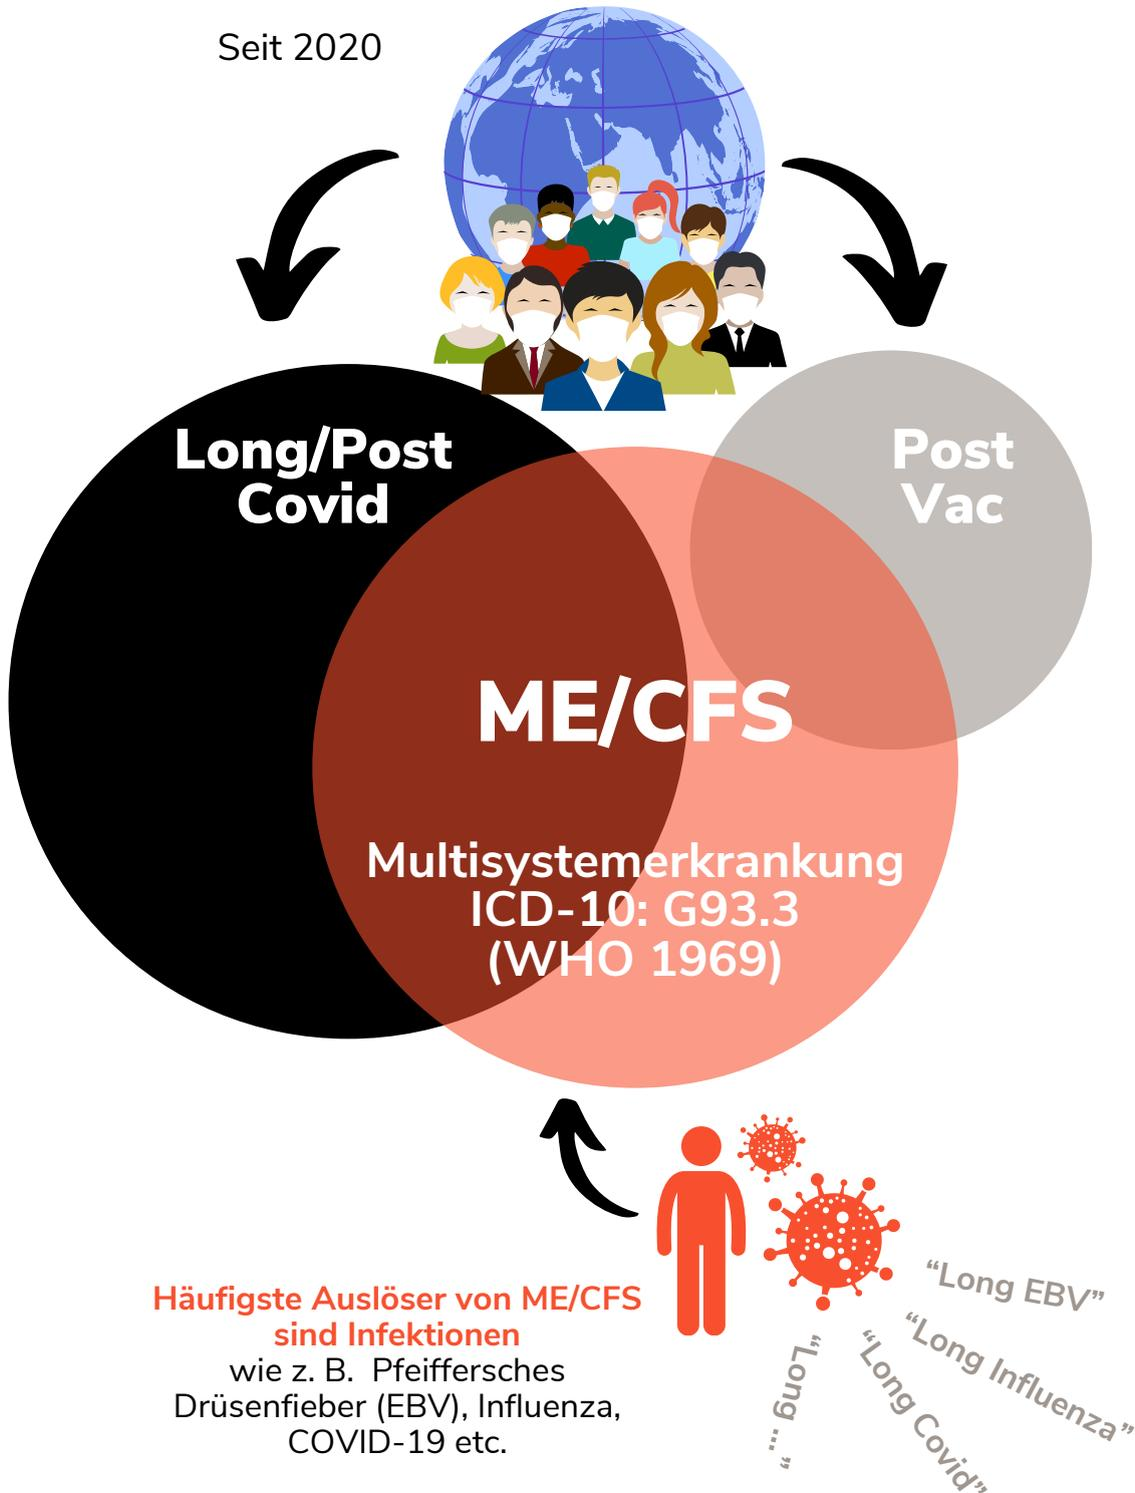 Seit 2020
Long/Post
Covid
Post
Vac
ME/CFS
Multisystemerkrankung
ICD-10: G93.3
(WHO 1969)
Häufigste Auslöser von ME/CFS
sind Infektionen
wie z. B. Pfeiffersches
Drüsenfieber (EBV), Influenza,
COVID-19 etc.
“Long EBV”
“Long Influenza”
“Long Covid”
“Long ... ”